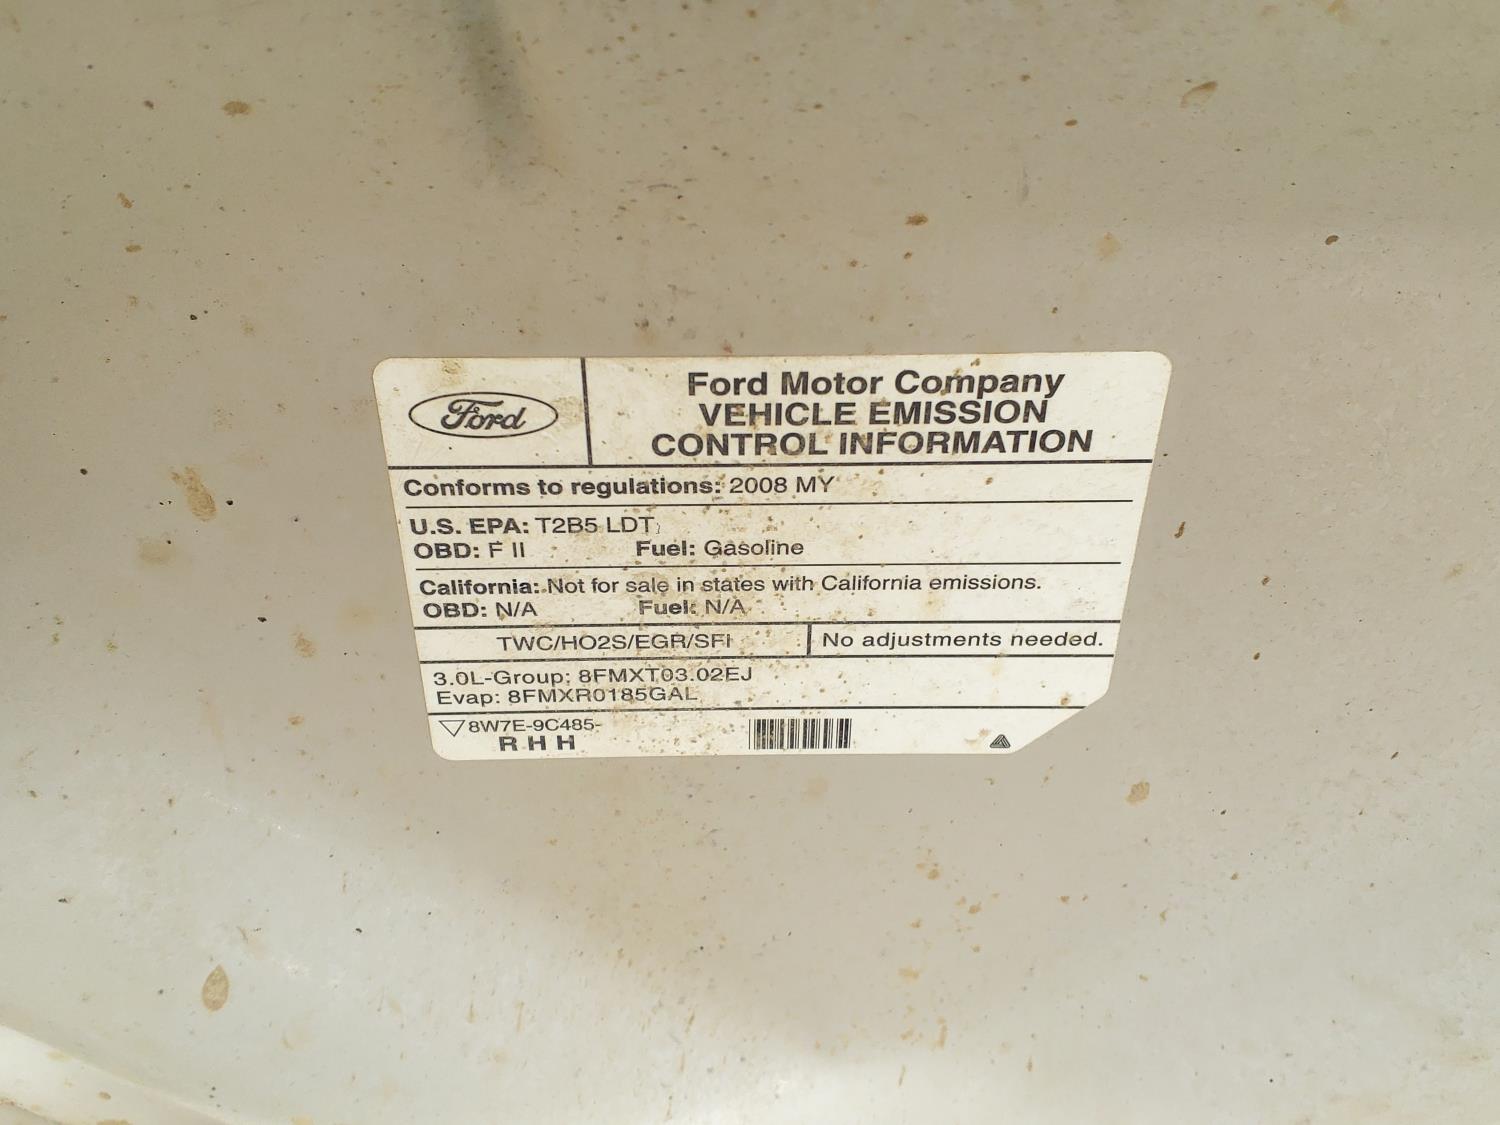 Ford
Ford Motor Company
VEHICLE EMISSION
CONTROL INFORMATION
Conforms to regulations: 2008 MY
U.S. EPA: T2B5 LDT
OBD: F II Fuel: Gasoline
California: Not for sale in states with California emissions.
OBD: N/A Fuel: N/A
TWC/HO2S/EGR/SFI No adjustments needed.
3.0L-Group: 8FMXT03.02EJ
Evap: 8FMXR0185GAL
8W7E-9C485-
R H H